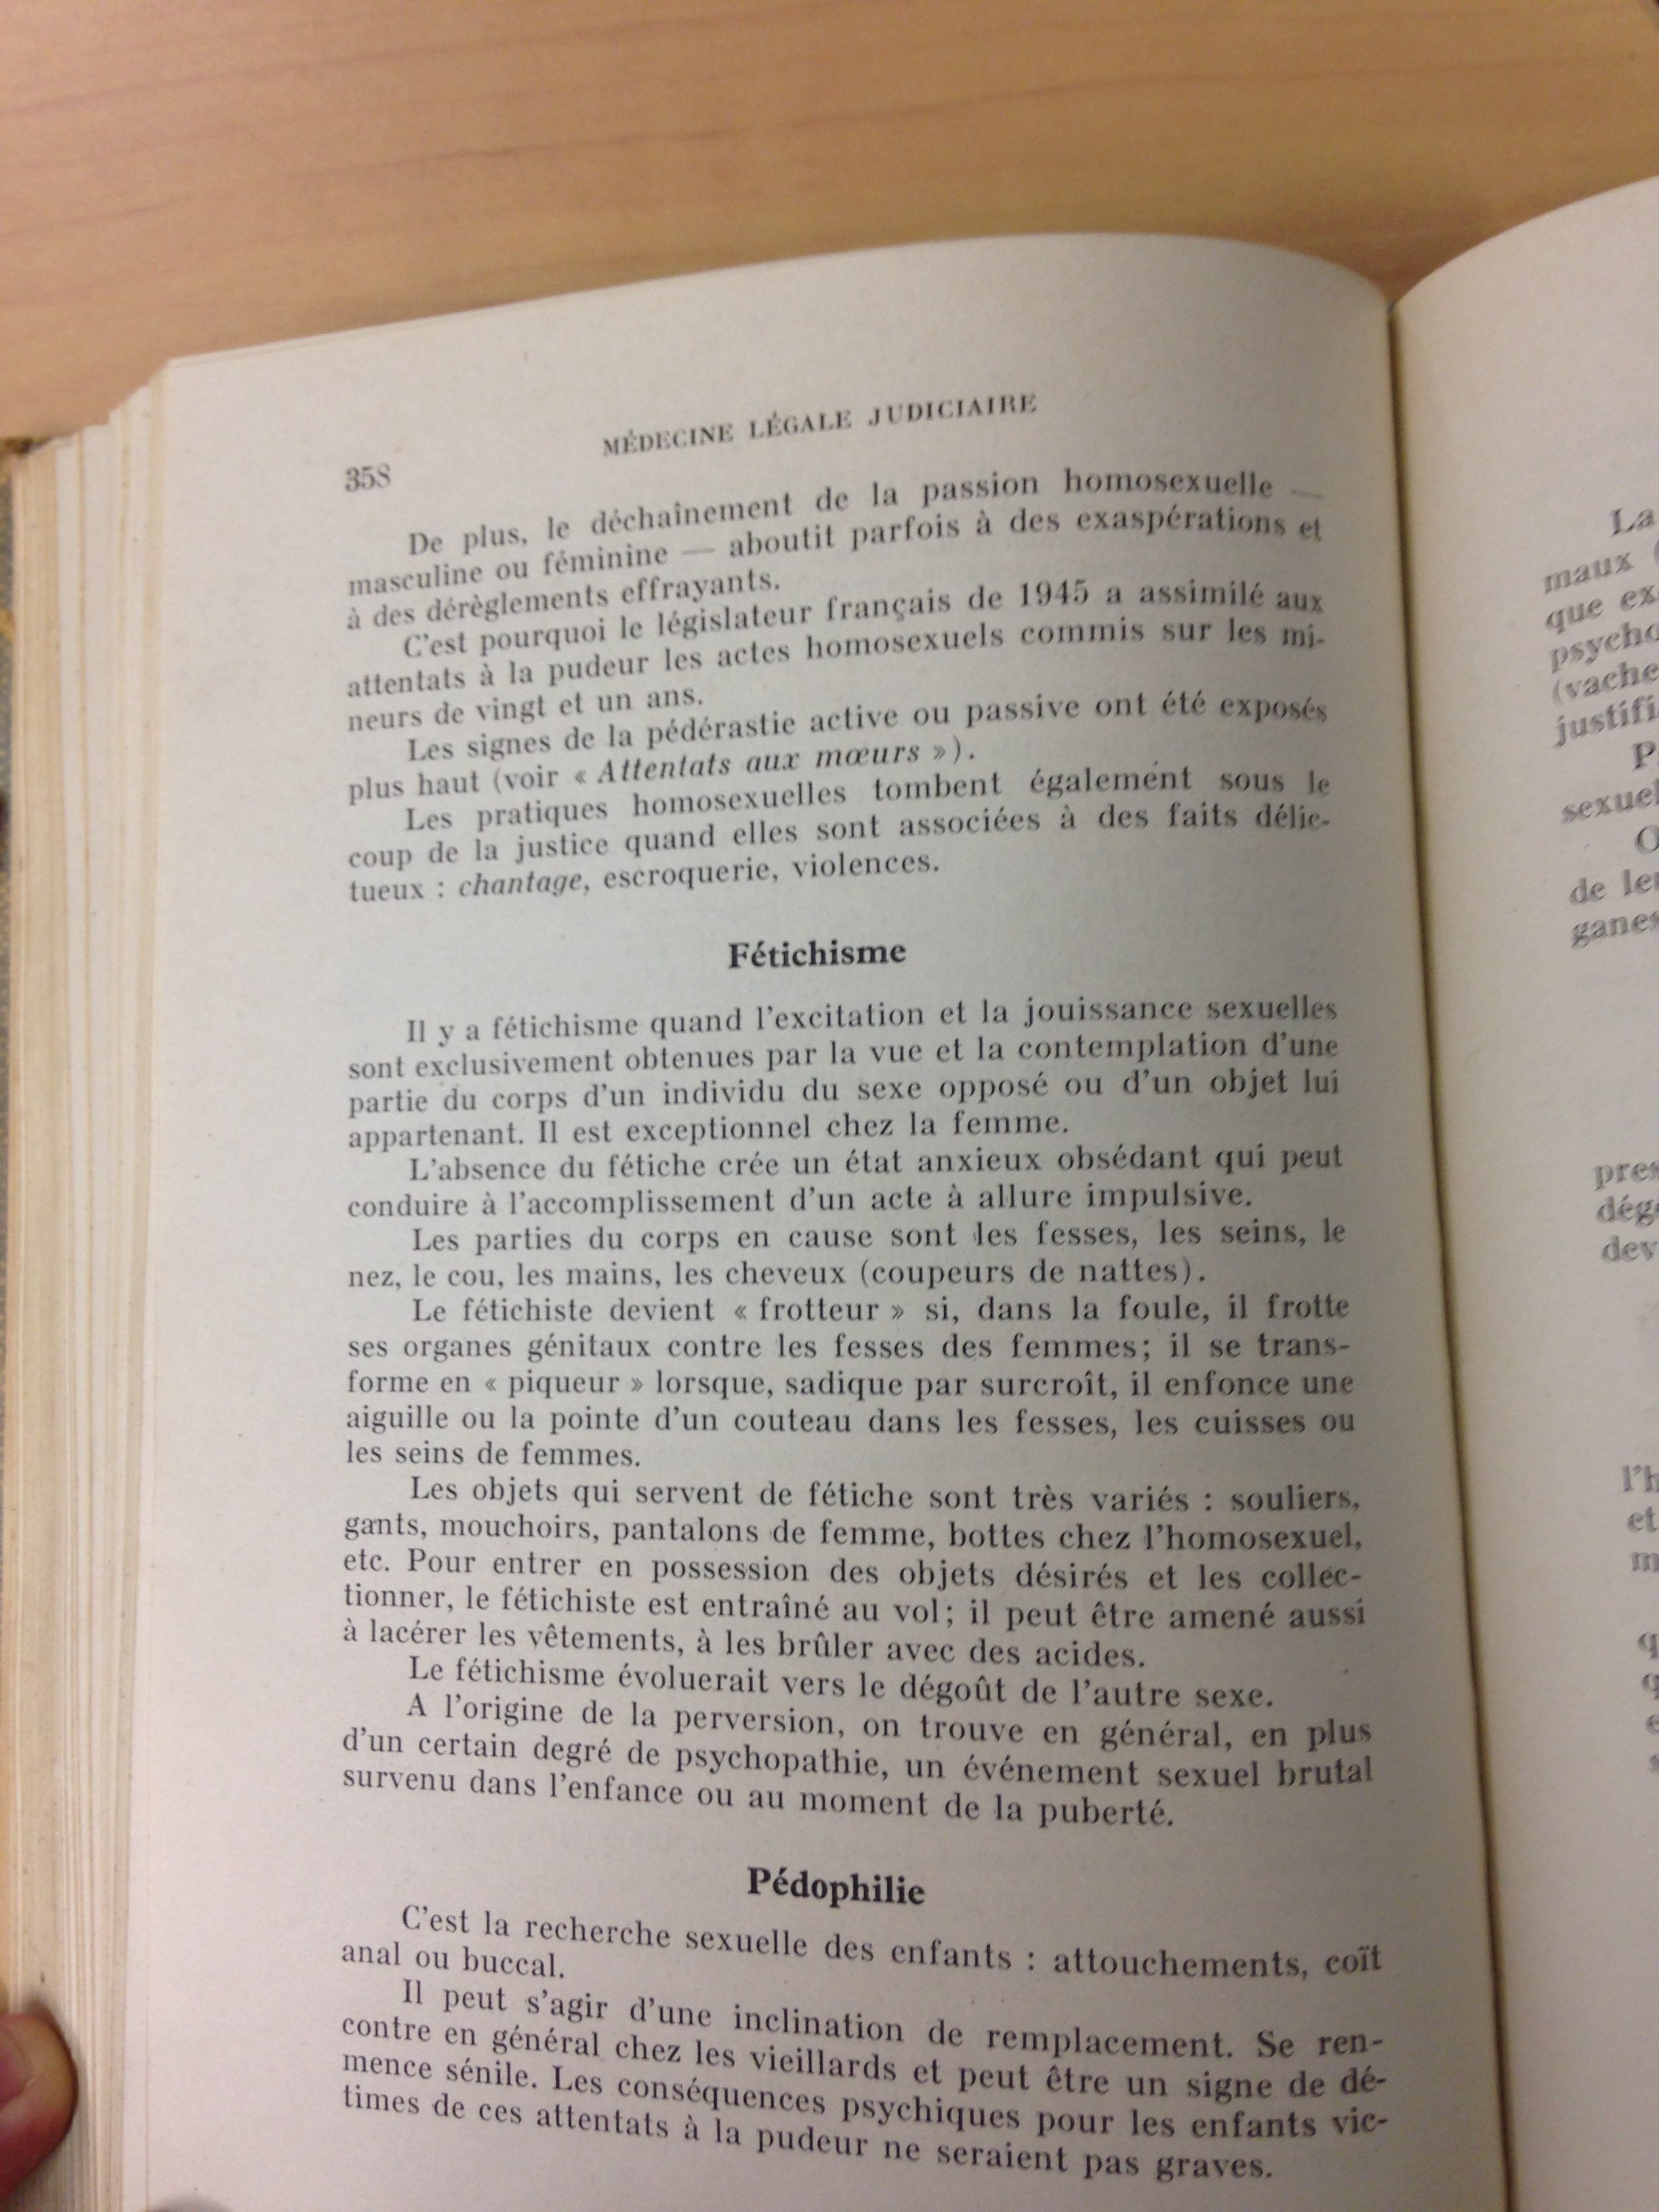 MÉDECINE LÉGALE JUDICIAIRE
358
De plus, le déchaînement de la passion homosexuelle —
masculine ou féminine — aboutit parfois à des exaspérations et
à des dérèglements effrayants.
C'est pourquoi le législateur français de 1945 a assimilé aux
attentats à la pudeur les actes homosexuels commis sur les mi-
neurs de vingt et un ans.
Les signes de la pédérastie active ou passive ont été exposés
plus haut (voir « Attentats aux mœurs »).
Les pratiques homosexuelles tombent également sous le
coup de la justice quand elles sont associées à des faits délic-
tueux : chantage, escroquerie, violences.
Fétichisme
Il y a fétichisme quand l'excitation et la jouissance sexuelles
sont exclusivement obtenues par la vue et la contemplation d'une
partie du corps d'un individu du sexe opposé ou d'un objet lui
appartenant. Il est exceptionnel chez la femme.
L'absence du fétiche crée un état anxieux obsédant qui peut
conduire à l'accomplissement d'un acte à allure impulsive.
Les parties du corps en cause sont les fesses, les seins, le
nez, le cou, les mains, les cheveux (coupeurs de nattes).
Le fétichiste devient « frotteur » si, dans la foule, il frotte
ses organes génitaux contre les fesses des femmes; il se trans-
forme en « piqueur » lorsque, sadique par surcroît, il enfonce une
aiguille ou la pointe d'un couteau dans les fesses, les cuisses ou
les seins de femmes.
Les objets qui servent de fétiche sont très variés : souliers,
gants, mouchoirs, pantalons de femme, bottes chez l'homosexuel,
etc. Pour entrer en possession des objets désirés et les collec-
tionner, le fétichiste est entraîné au vol; il peut être amené aussi
à lacérer les vêtements, à les brûler avec des acides.
Le fétichisme évoluerait vers le dégoût de l'autre sexe.
A l'origine de la perversion, on trouve en général, en plus
d'un certain degré de psychopathie, un événement sexuel brutal
survenu dans l'enfance ou au moment de la puberté.
Pédophilie
C'est la recherche sexuelle des enfants : attouchements, coït
anal ou buccal.
Il peut s'agir d'une inclination de remplacement. Se ren-
contre en général chez les vieillards et peut être un signe de dé-
mence sénile. Les conséquences psychiques pour les enfants vic-
times de ces attentats à la pudeur ne seraient pas graves.
La
maux
que
de